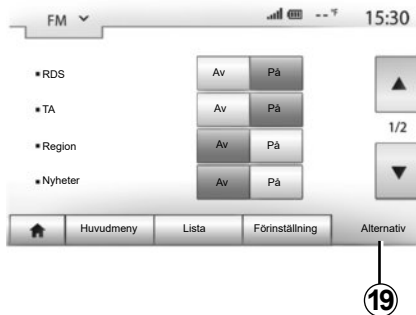 FM -- °F 15:30
RDS Av På
TA Av På
1/2
Region Av På
Nyheter Av På
Huvudmeny Lista Förinställning Alternativ
19